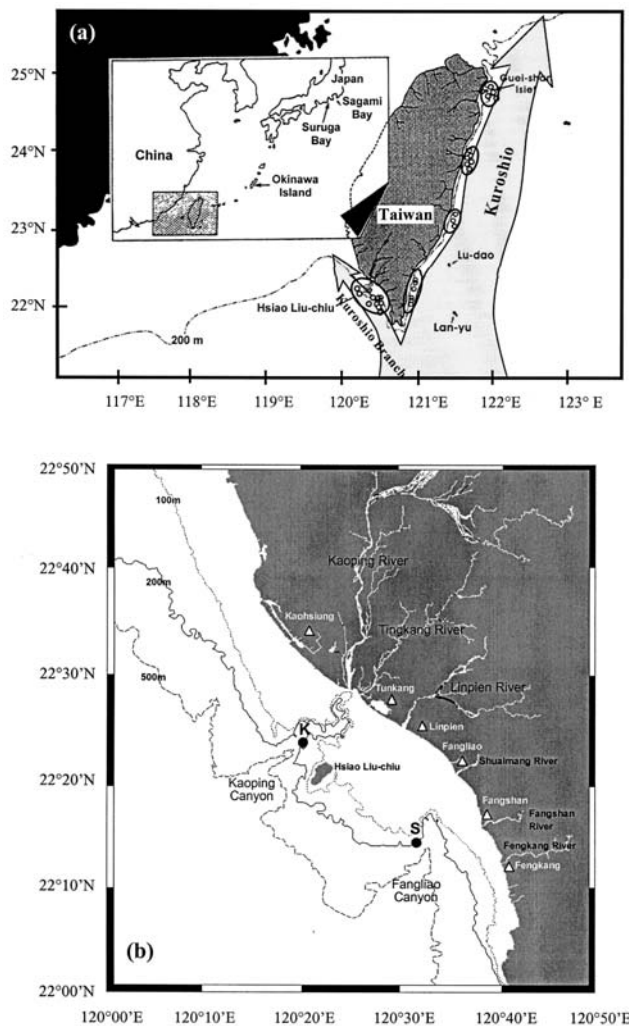 (a)
25°N
24°N
23°N
22°N
Japan
Sagami
Bay
Suruga
Bay
China
Okinawa
Island
Guei-shan
Islet
Kuroshio
Taiwan
Lu-dao
Lan-yu
Hsiao Liu-chiu
Kuroshio Branch
200 m
117°E
118°E
119°E
120°E
121°E
122°E
123° E
22°50'N
22°40'N
22°30'N
22°20'N
22°10'N
22°00'N
100m
200m
500m
Kaoping River
Kaohsiung
Tingkang River
Tunkang
Linpien River
Linpien
Fangliao
Shuaimang River
K
Hsiao Liu-chiu
Kaoping
Canyon
Fangshan
Fangshan
River
S
Fengkang River
Fengkang
Fangliao
Canyon
(b)
120°00'E
120°10'E
120°20'E
120°30'E
120°40'E
120°50'E